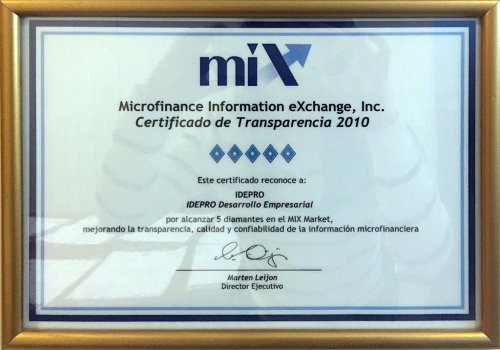 mix
Microfinance Information eXchange, Inc.
Certificado de Transparencia 2010
Este certificado reconoce a:
IDEPRO
IDEPRO Desarrollo Empresarial
por alcanzar 5 diamantes en el MIX Market,
mejorando la transparencia, calidad y confiabilidad de la información microfinanciera
Marten Leijon
Director Ejecutivo